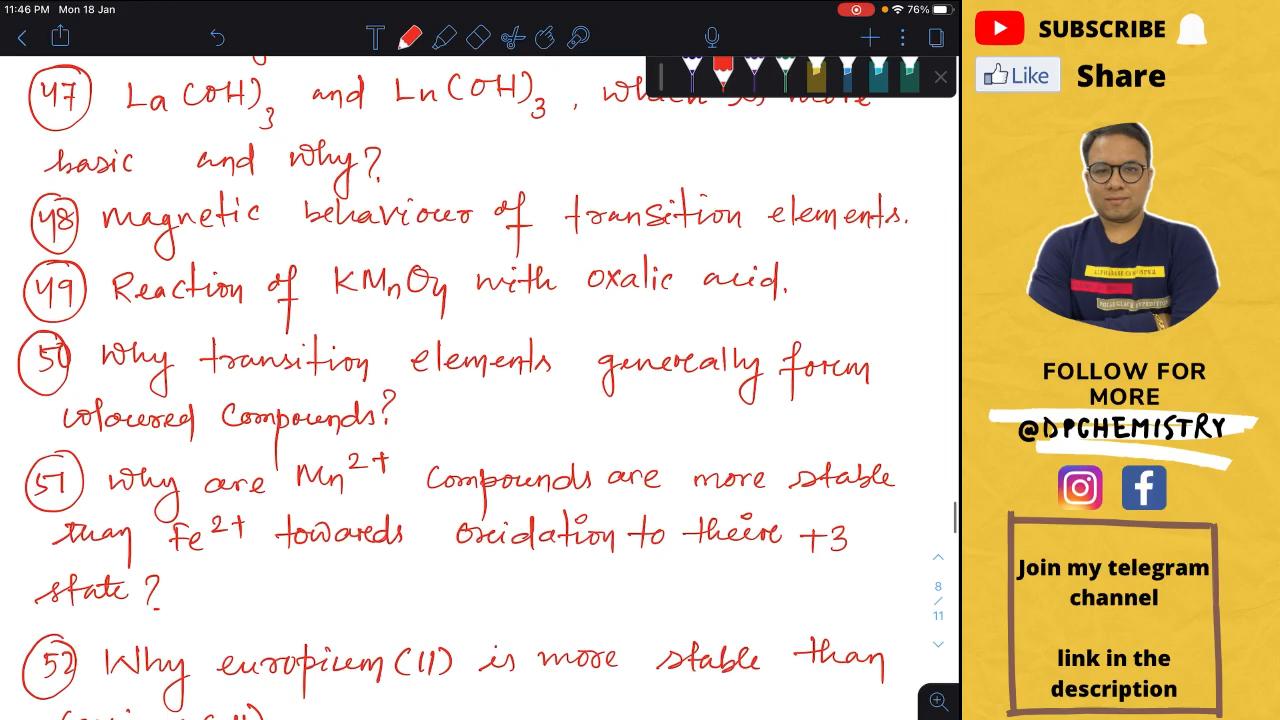 11:46 PM Mon 18 Jan
76%
SUBSCRIBE
Like Share
47 La(OH)3 and Ln(OH)3, which is more
basic and why?
48 Magnetic behaviour of transition elements.
49 Reaction of KMnO4 with oxalic acid.
50 Why transition elements generally form
coloured compounds?
51 Why are Mn2+ compounds are more stable
than Fe2+ towards oxidation to their +3
state?
52 Why europium(II) is more stable than
8
/
11
FOLLOW FOR
MORE
@DPCHEMISTRY
Join my telegram
channel
link in the
description